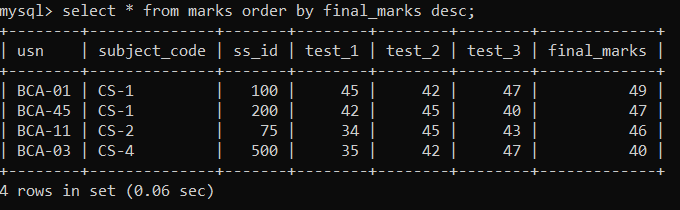 mysql> select * from marks order by final_marks desc;
+--------+--------------+-------+--------+--------+--------+-------------+
| usn    | subject_code | ss_id | test_1 | test_2 | test_3 | final_marks |
+--------+--------------+-------+--------+--------+--------+-------------+
| BCA-01 | CS-1         |   100 |     45 |     42 |     47 |          49 |
| BCA-45 | CS-1         |   200 |     42 |     45 |     40 |          47 |
| BCA-11 | CS-2         |    75 |     34 |     45 |     43 |          46 |
| BCA-03 | CS-4         |   500 |     35 |     42 |     47 |          40 |
+--------+--------------+-------+--------+--------+--------+-------------+
4 rows in set (0.06 sec)